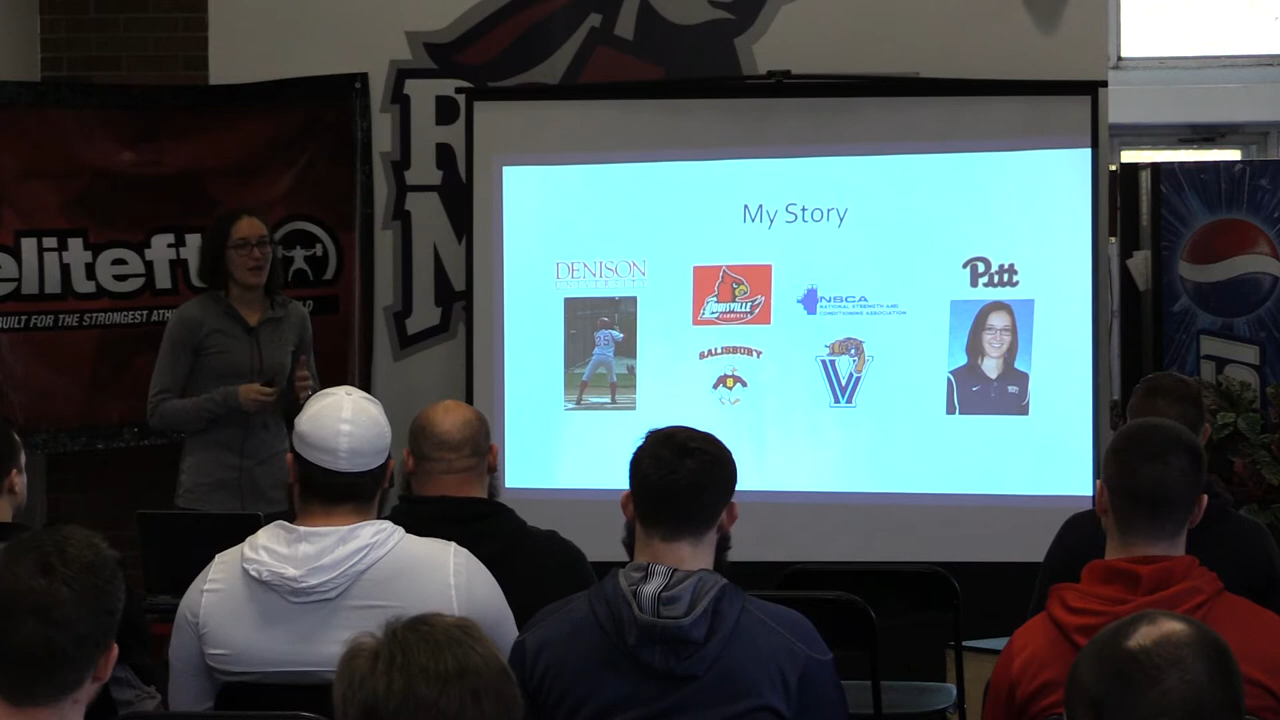 eliteft
BUILT FOR THE STRONGEST ATH
R
M
My Story
DENISON
UNIVERSITY
25
LOUISVILLE
CARDINALS
SALISBURY
S
NSCA
NATIONAL STRENGTH AND
CONDITIONING ASSOCIATION
V
Pitt